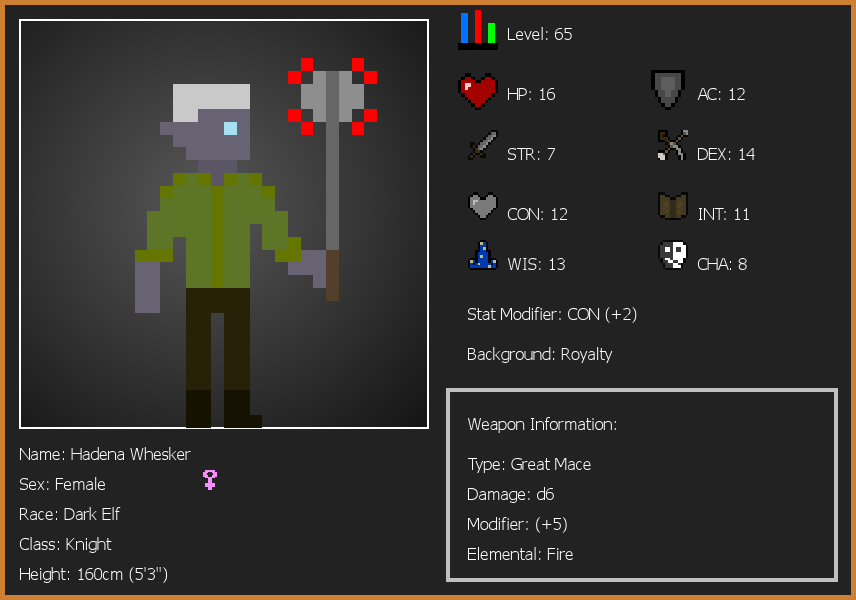 Level: 65
HP: 16
AC: 12
STR: 7
DEX: 14
CON: 12
INT: 11
WIS: 13
CHA: 8
Stat Modifier: CON (+2)
Background: Royalty
Weapon Information:
Type: Great Mace
Damage: d6
Modifier: (+5)
Elemental: Fire
Name: Hadena Whesker
Sex: Female
Race: Dark Elf
Class: Knight
Height: 160cm (5'3")